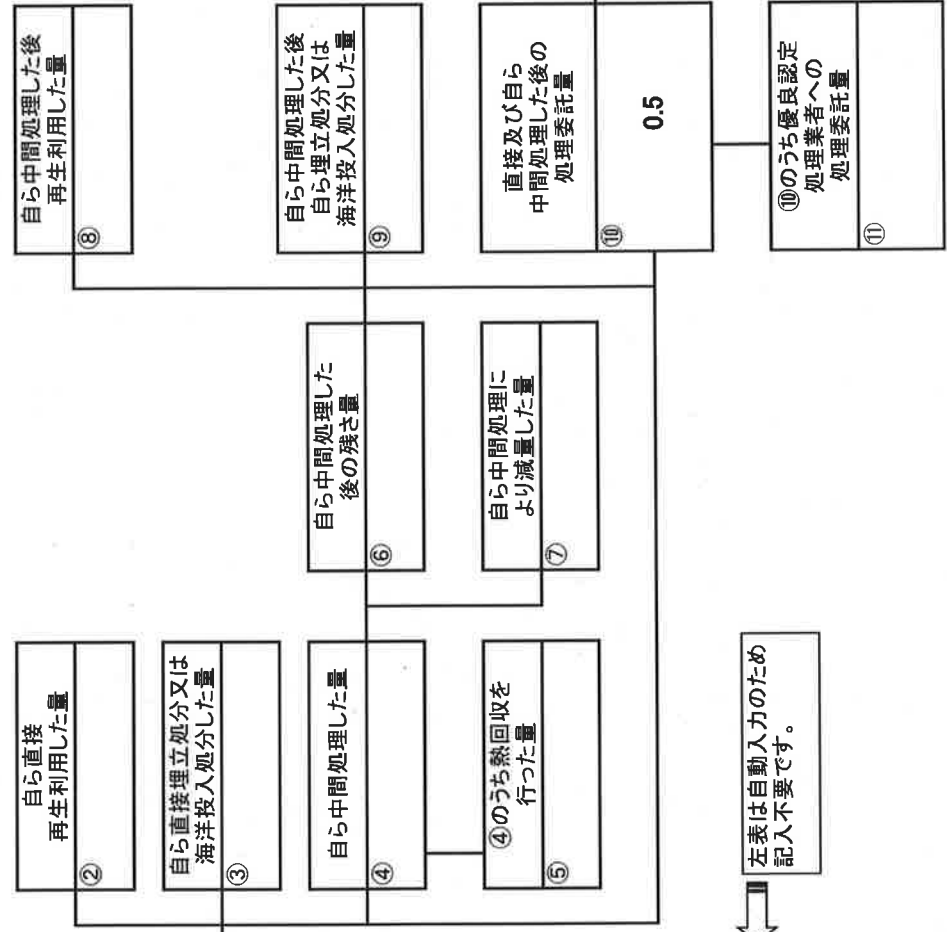 自ら直接
再生利用した量
②
自ら直接埋立処分又は
海洋投入処分した量
③
自ら中間処理した量
④
④のうち熱回収を
行った量
⑤
自ら中間処理した
後の残さ量
⑥
自ら中間処理に
より減量した量
⑦
自ら中間処理した後
再生利用した量
⑧
自ら中間処理した後
自ら埋立処分又は
海洋投入処分した量
⑨
直接及び自ら
中間処理した後の
処理委託量
⑩
0.5
⑩のうち優良認定
処理業者への
処理委託量
⑪
左表は自動入力のため
記入不要です。